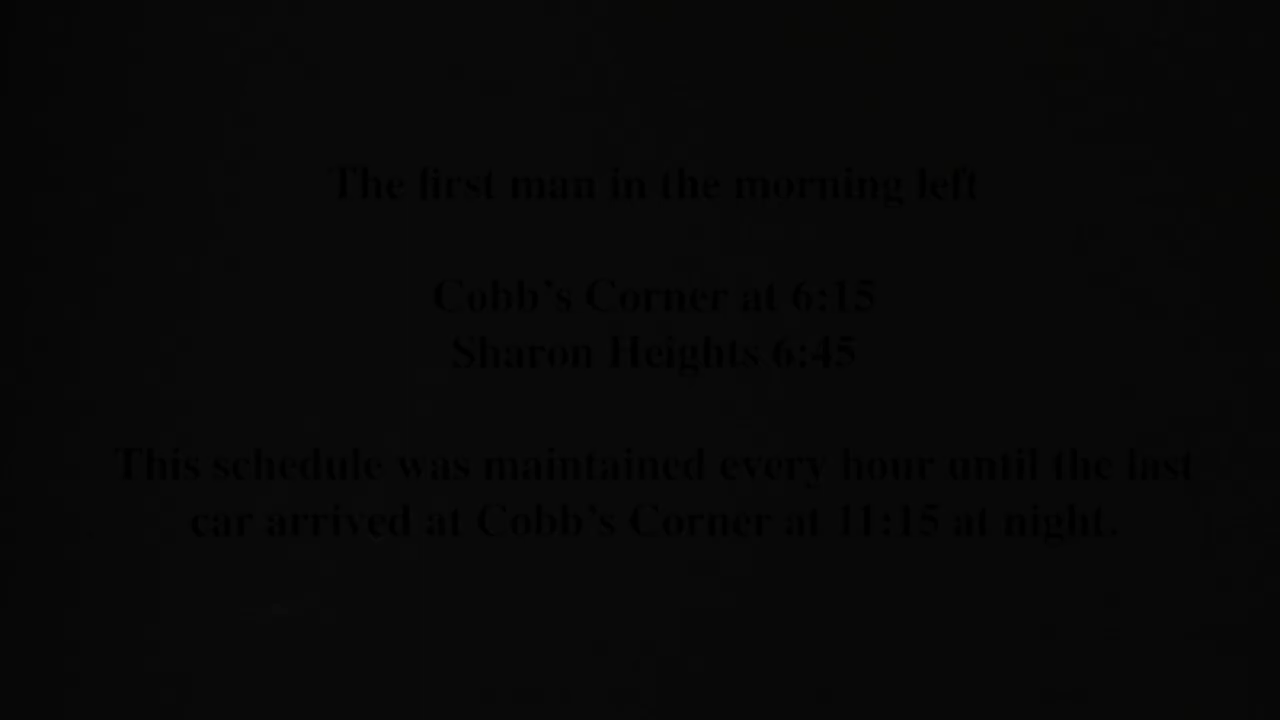 The first man in the morning left
Cobb's Corner at 6:15
Sharon Heights 6:45
This schedule was maintained every hour until the last
car arrived at Cobb's Corner at 11:15 at night.